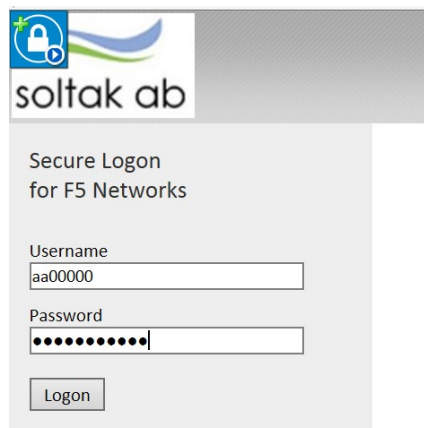 soltak ab
Secure Logon
for F5 Networks
Username
aa00000
Password
●●●●●●●●●●●
Logon